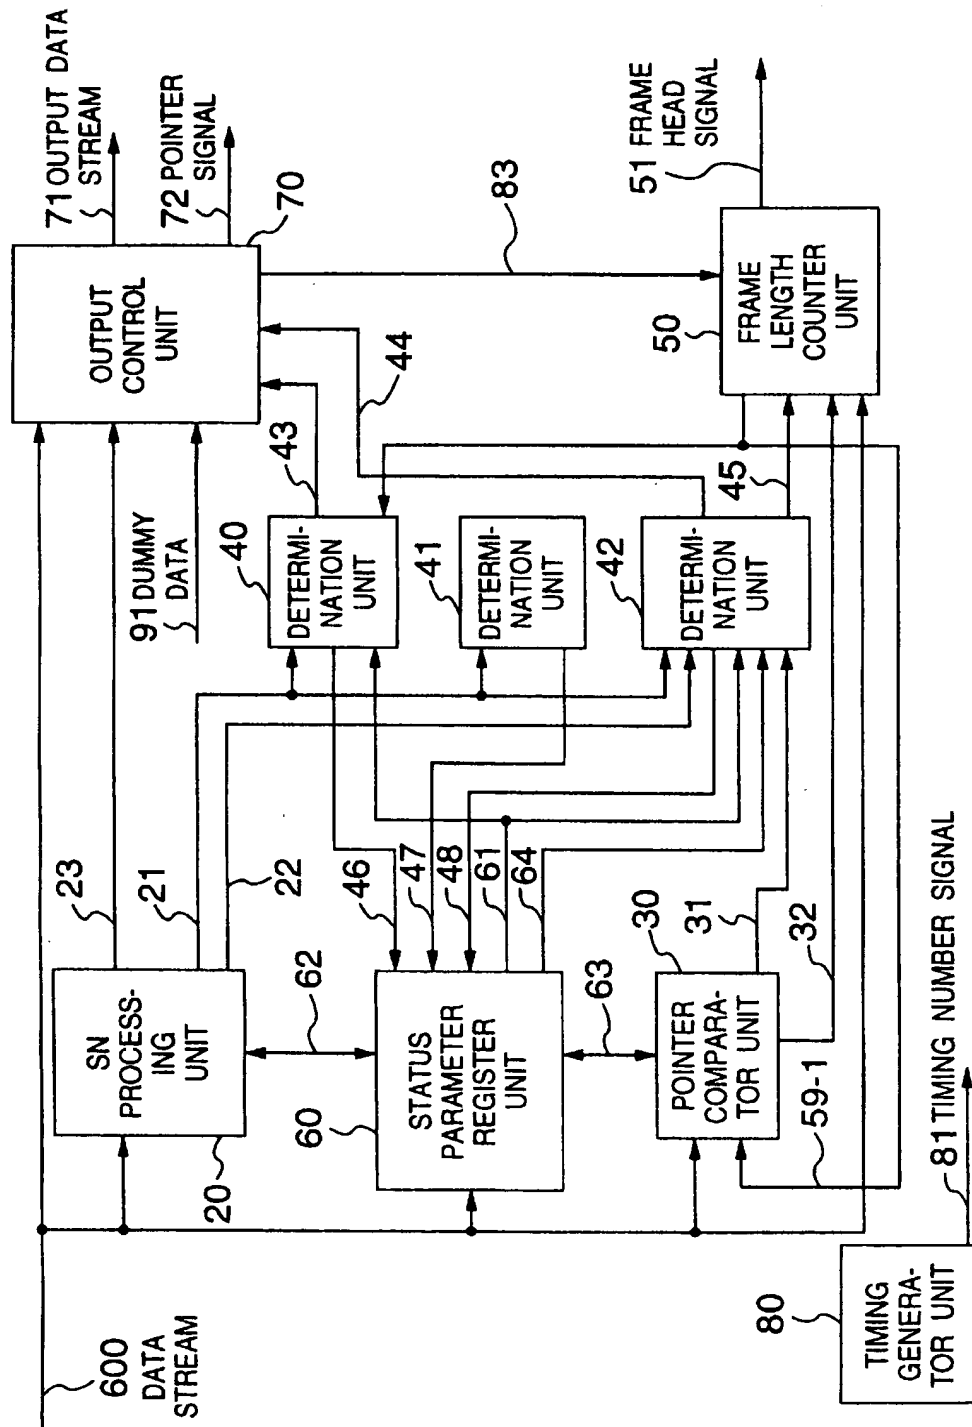 600
DATA
STREAM
SN
PROCESS-
ING
UNIT
20
23
21
22
62
STATUS
PARAMETER
REGISTER
UNIT
60
46
47
48
61
64
63
POINTER
COMPARA-
TOR UNIT
30
31
32
59-1
TIMING
GENERA-
TOR UNIT
80
81 TIMING NUMBER SIGNAL
91 DUMMY
DATA
DETERMI-
NATION
UNIT
40
43
DETERMI-
NATION
UNIT
41
DETERMI-
NATION
UNIT
42
44
45
OUTPUT
CONTROL
UNIT
70
71 OUTPUT DATA
STREAM
72 POINTER
SIGNAL
83
FRAME
LENGTH
COUNTER
UNIT
50
51 FRAME
HEAD
SIGNAL